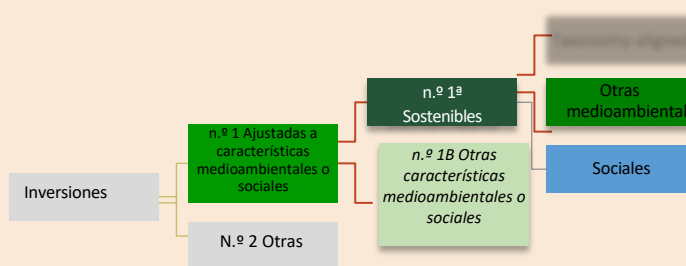 Inversiones
n.º 1 Ajustadas a
características
medioambientales o
sociales
N.º 2 Otras
n.º 1ª
Sostenibles
n.º 1B Otras
características
medioambientales o
sociales
Otras
medioambiental
Sociales